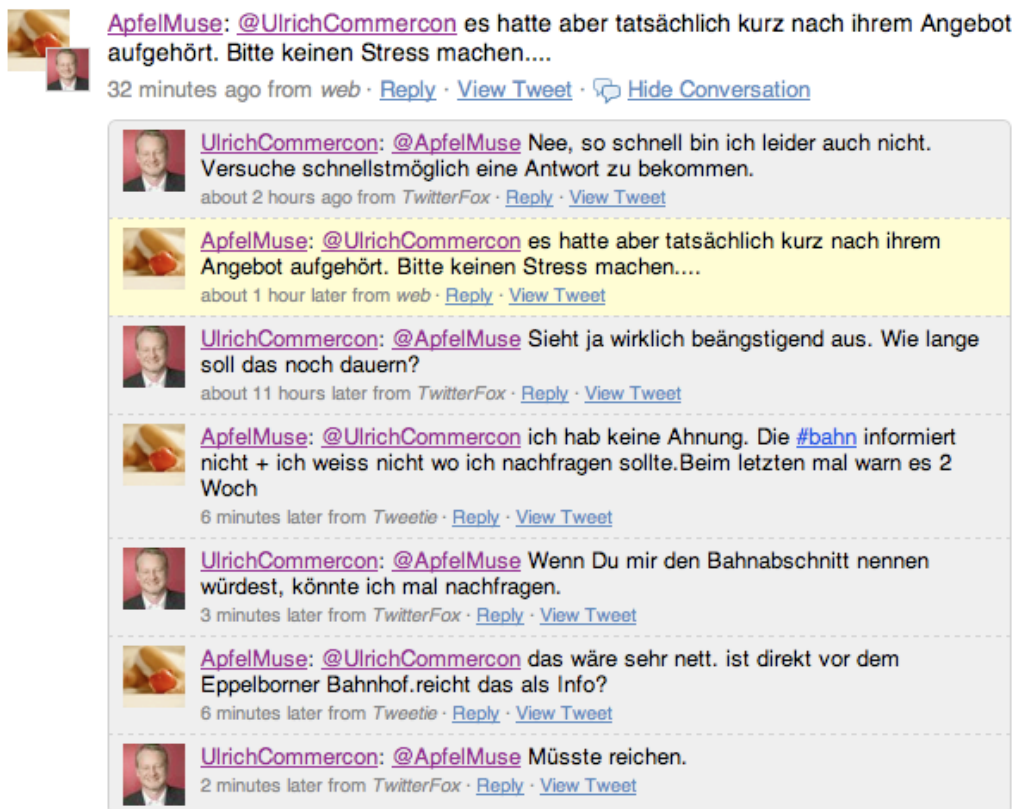 ApfelMuse: @UlrichCommercon es hatte aber tatsächlich kurz nach ihrem Angebot
aufgehört. Bitte keinen Stress machen....
32 minutes ago from web · Reply · View Tweet · Hide Conversation
UlrichCommercon: @ApfelMuse Nee, so schnell bin ich leider auch nicht.
Versuche schnellstmöglich eine Antwort zu bekommen.
about 2 hours ago from TwitterFox · Reply · View Tweet
ApfelMuse: @UlrichCommercon es hatte aber tatsächlich kurz nach ihrem
Angebot aufgehört. Bitte keinen Stress machen....
about 1 hour later from web · Reply · View Tweet
UlrichCommercon: @ApfelMuse Sieht ja wirklich beängstigend aus. Wie lange
soll das noch dauern?
about 11 hours later from TwitterFox · Reply · View Tweet
ApfelMuse: @UlrichCommercon ich hab keine Ahnung. Die #bahn informiert
nicht + ich weiss nicht wo ich nachfragen sollte.Beim letzten mal warn es 2
Woch
6 minutes later from Tweetie · Reply · View Tweet
UlrichCommercon: @ApfelMuse Wenn Du mir den Bahnabschnitt nennen
würdest, könnte ich mal nachfragen.
3 minutes later from TwitterFox · Reply · View Tweet
ApfelMuse: @UlrichCommercon das wäre sehr nett. ist direkt vor dem
Eppelborner Bahnhof.reicht das als Info?
6 minutes later from Tweetie · Reply · View Tweet
UlrichCommercon: @ApfelMuse Müsste reichen.
2 minutes later from TwitterFox · Reply · View Tweet